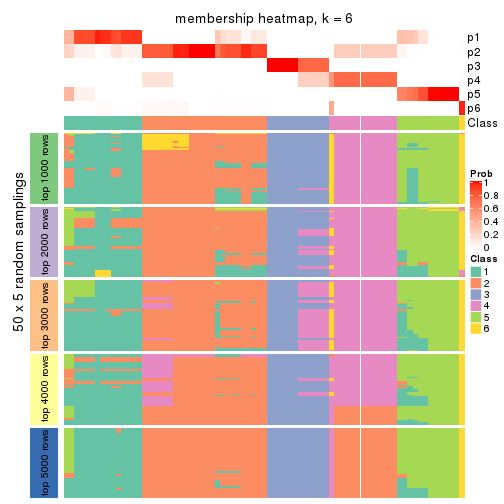 membership heatmap, k = 6
p1
p2
p3
p4
p5
p6
Class
50 x 5 random samplings
top 1000 rows
top 2000 rows
top 3000 rows
top 4000 rows
top 5000 rows
Prob
1
0.8
0.6
0.4
0.2
0
Class
1
2
3
4
5
6